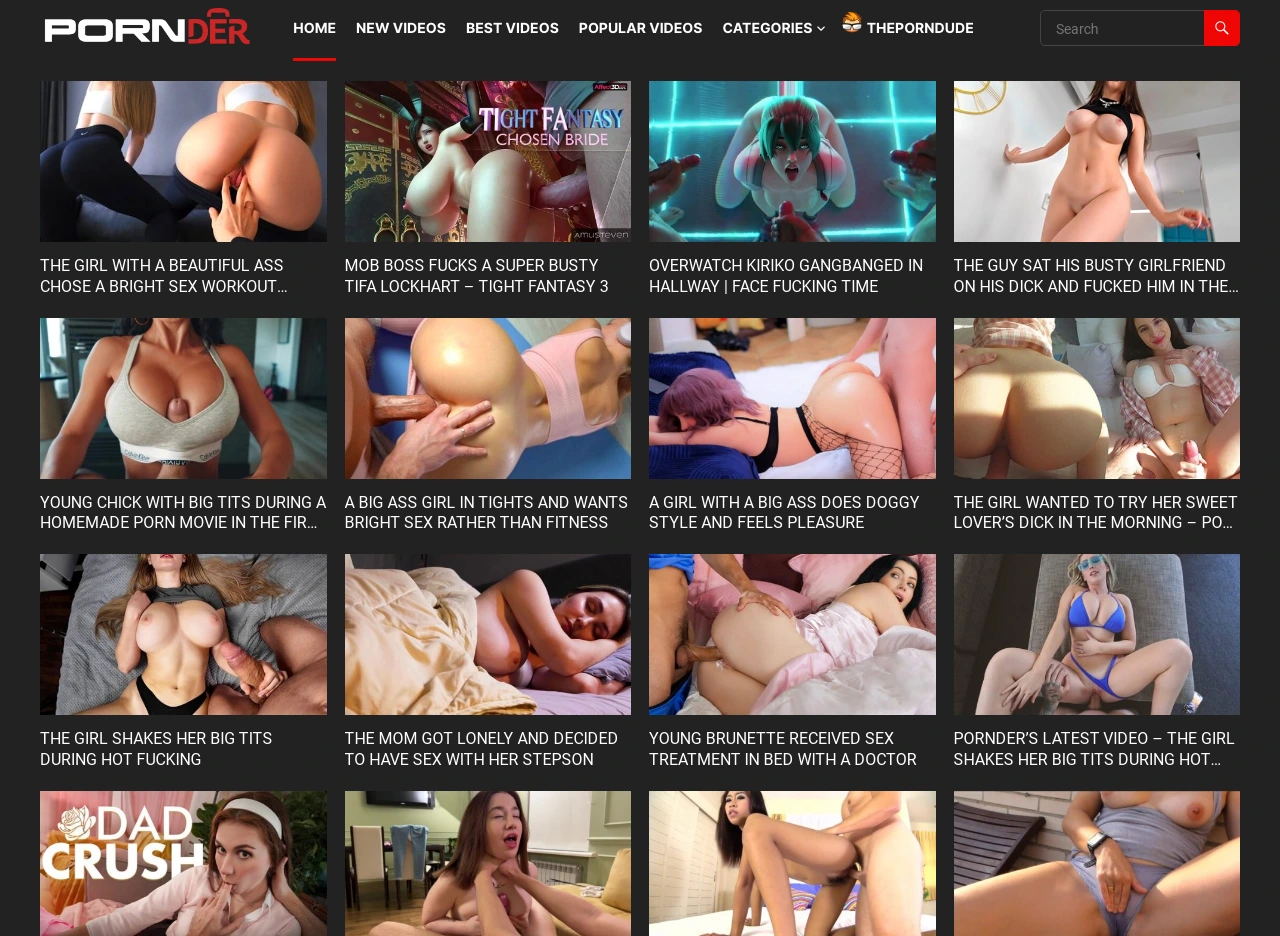 PORNDER
HOME NEW VIDEOS BEST VIDEOS POPULAR VIDEOS CATEGORIES THEPORNDUDE Search
Affect3D.com
TIGHT FANTASY
CHOSEN BRIDE
AMUSTEVEN
THE GIRL WITH A BEAUTIFUL ASS
CHOSE A BRIGHT SEX WORKOUT…
MOB BOSS FUCKS A SUPER BUSTY
TIFA LOCKHART – TIGHT FANTASY 3
OVERWATCH KIRIKO GANGBANGED IN
HALLWAY | FACE FUCKING TIME
THE GUY SAT HIS BUSTY GIRLFRIEND
ON HIS DICK AND FUCKED HIM IN THE…
YOUNG CHICK WITH BIG TITS DURING A
HOMEMADE PORN MOVIE IN THE FIR…
A BIG ASS GIRL IN TIGHTS AND WANTS
BRIGHT SEX RATHER THAN FITNESS
A GIRL WITH A BIG ASS DOES DOGGY
STYLE AND FEELS PLEASURE
THE GIRL WANTED TO TRY HER SWEET
LOVER’S DICK IN THE MORNING – PO…
THE GIRL SHAKES HER BIG TITS
DURING HOT FUCKING
THE MOM GOT LONELY AND DECIDED
TO HAVE SEX WITH HER STEPSON
YOUNG BRUNETTE RECEIVED SEX
TREATMENT IN BED WITH A DOCTOR
PORNDER’S LATEST VIDEO – THE GIRL
SHAKES HER BIG TITS DURING HOT…
DAD
CRUSH